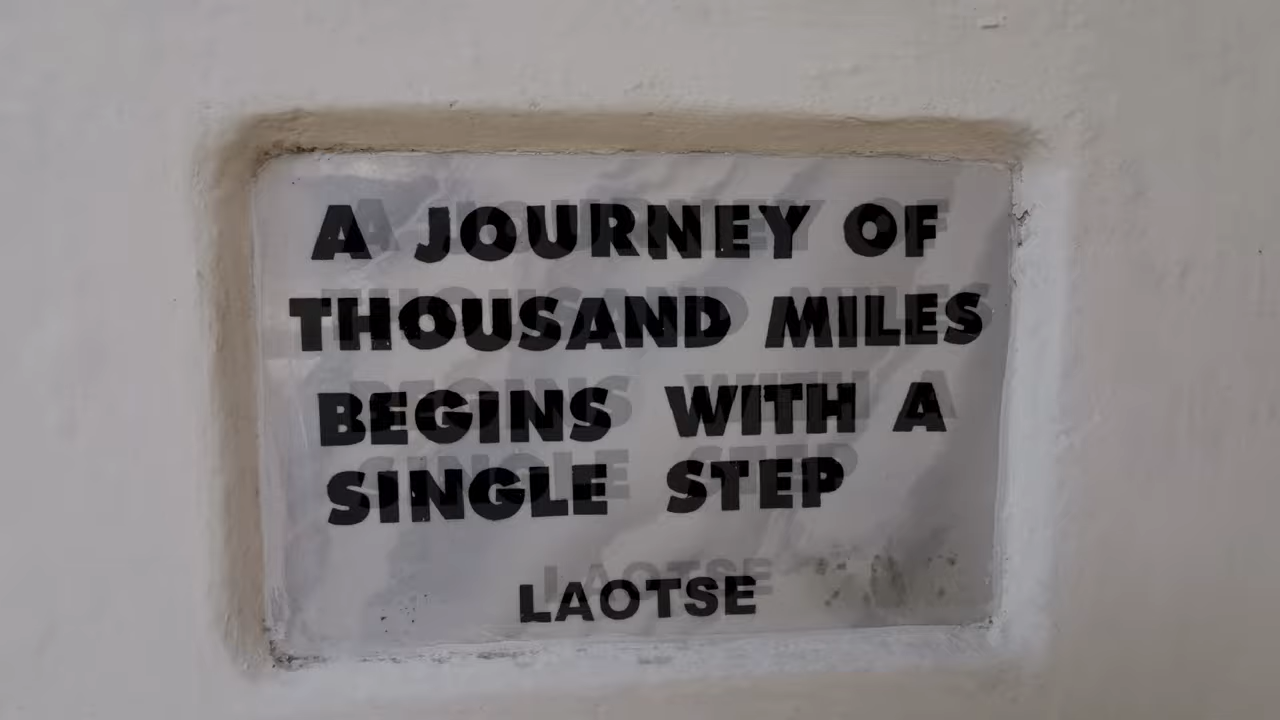 A JOURNEY OF
THOUSAND MILES
BEGINS WITH A
SINGLE STEP
LAOTSE